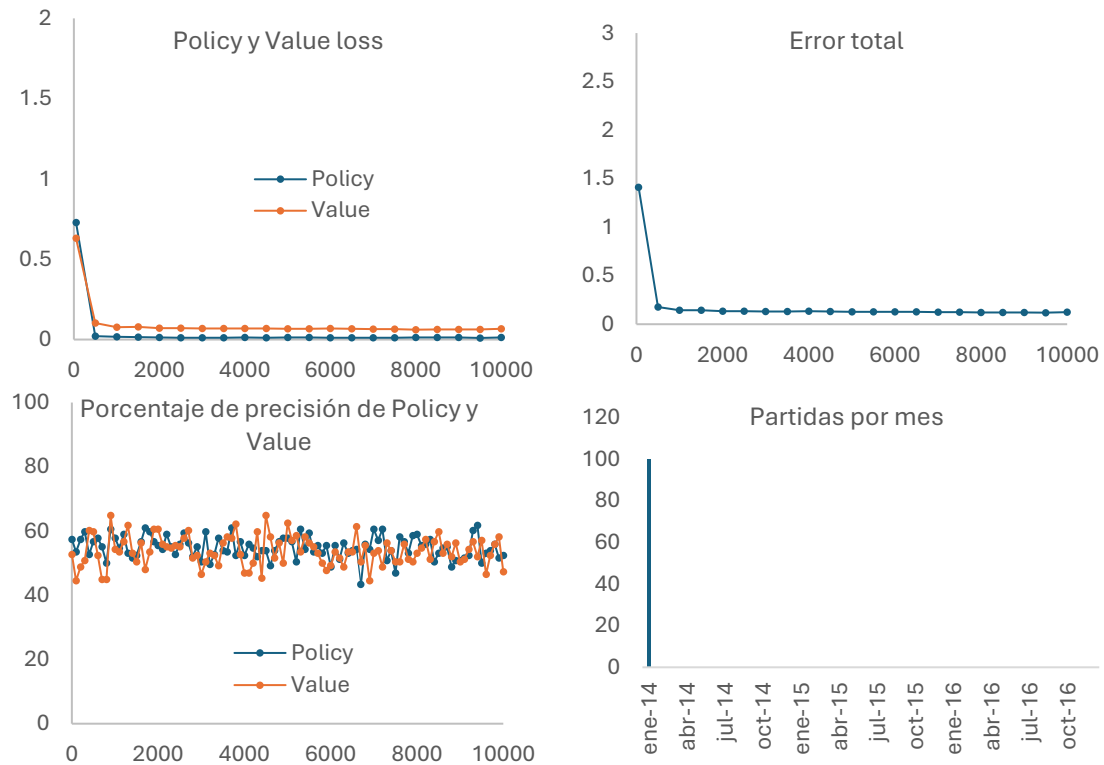 Policy y Value loss
2
1.5
1
0.5
0
Policy
Value
0 2000 4000 6000 8000 10000
Error total
3
2.5
2
1.5
1
0.5
0
0 2000 4000 6000 8000 10000
Porcentaje de precisión de Policy y
Value
100
80
60
40
20
0
Policy
Value
0 2000 4000 6000 8000 10000
Partidas por mes
120
100
80
60
40
20
0
ene-14
abr-14
jul-14
oct-14
ene-15
abr-15
jul-15
oct-15
ene-16
abr-16
jul-16
oct-16